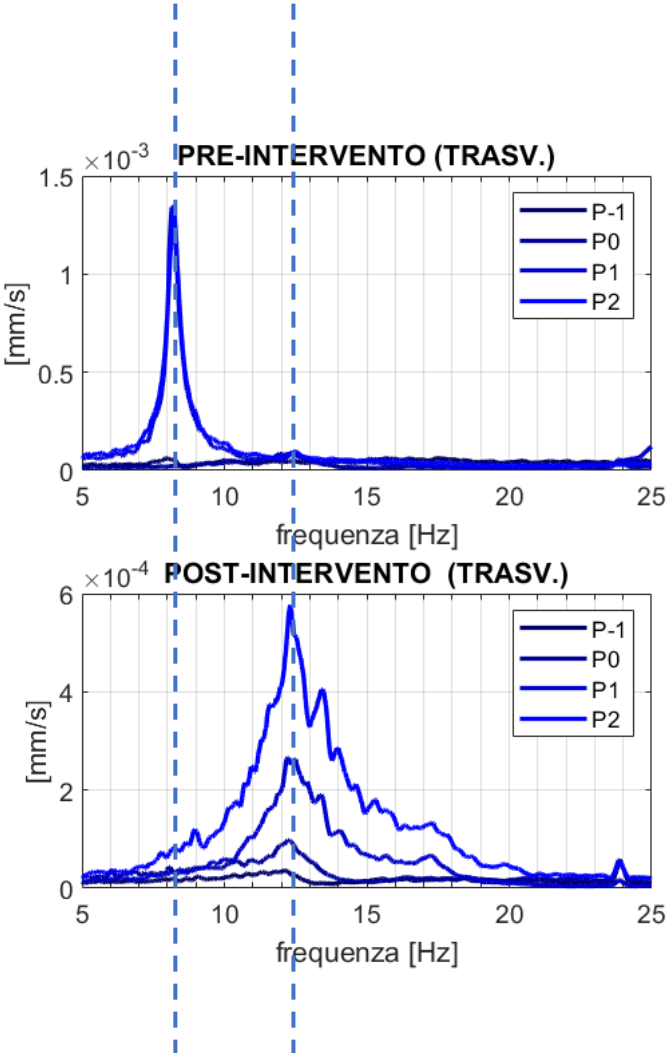 ×10⁻³ PRE-INTERVENTO (TRASV.)
1.5
1
0.5
0
[mm/s]
P-1
P0
P1
P2
5 10 15 20 25
frequenza [Hz]
×10⁻⁴ POST-INTERVENTO (TRASV.)
6
4
2
0
[mm/s]
P-1
P0
P1
P2
5 10 15 20 25
frequenza [Hz]